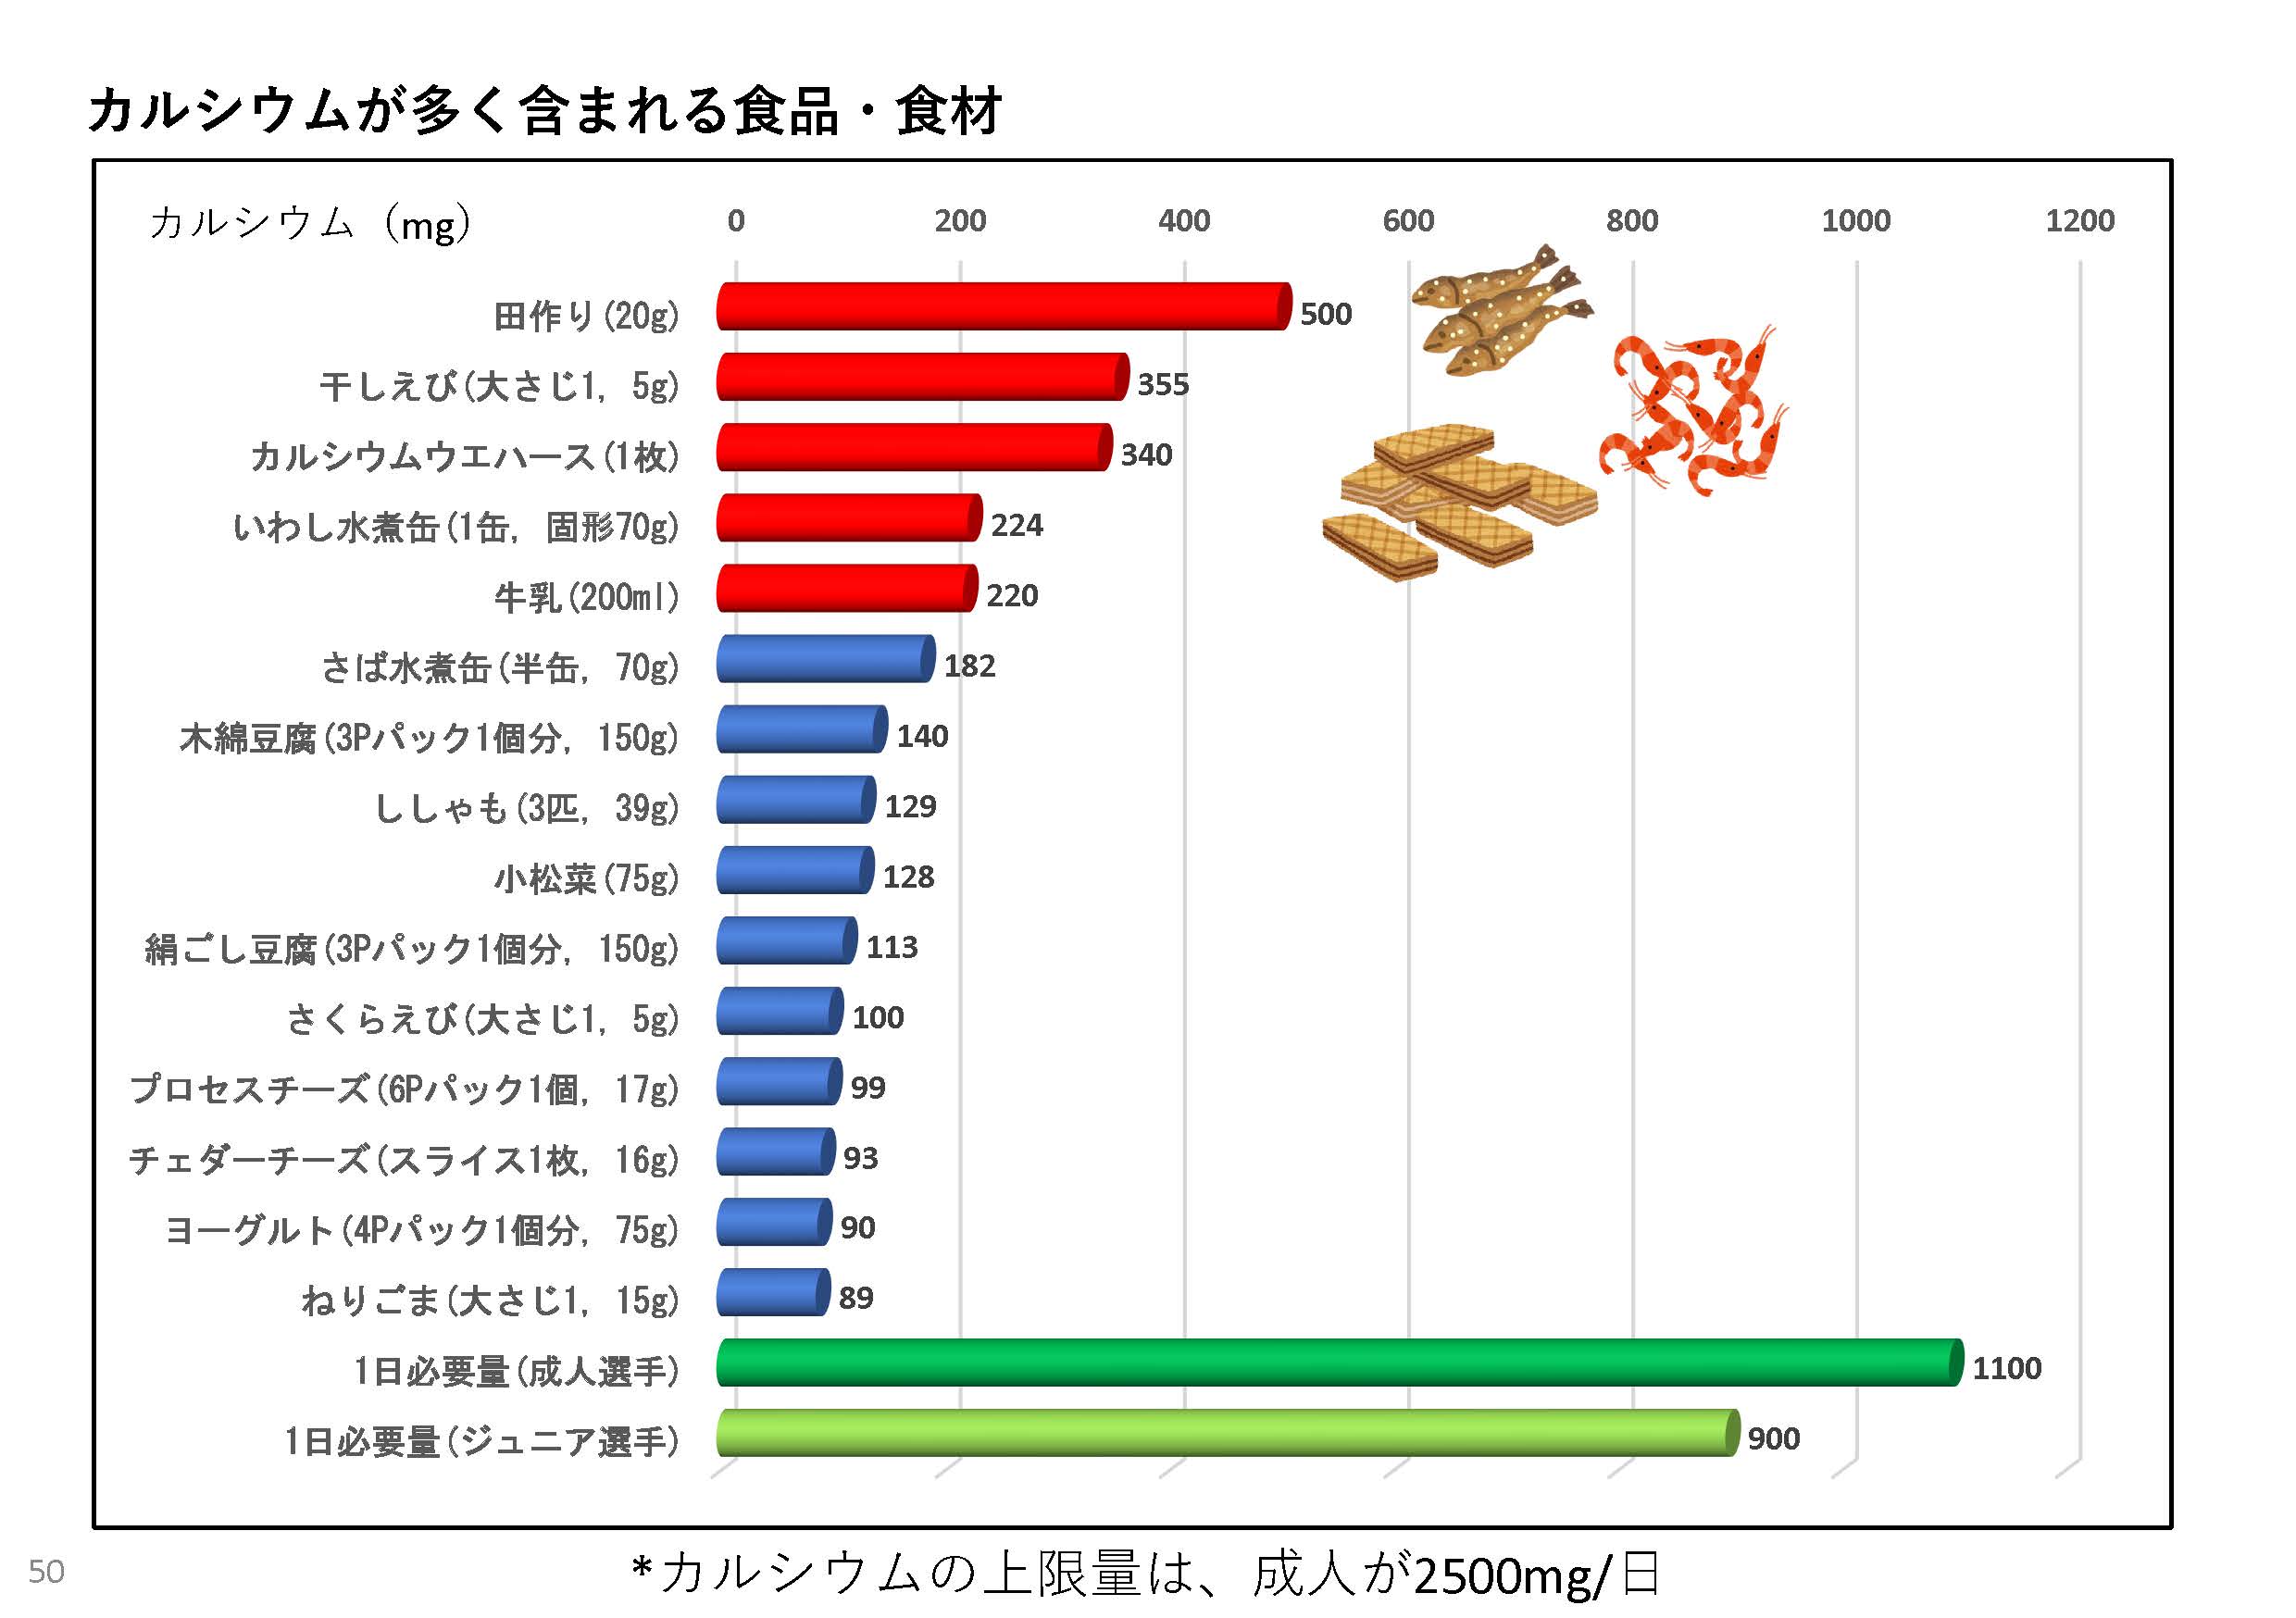 カルシウムが多く含まれる食品・食材
カルシウム（mg）
0 200 400 600 800 1000 1200
田作り(20g) 500
干しえび(大さじ1, 5g) 355
カルシウムウエハース(1枚) 340
いわし水煮缶(1缶, 固形70g) 224
牛乳(200ml) 220
さば水煮缶(半缶, 70g) 182
木綿豆腐(3Pパック1個分, 150g) 140
ししゃも(3匹, 39g) 129
小松菜(75g) 128
絹ごし豆腐(3Pパック1個分, 150g) 113
さくらえび(大さじ1, 5g) 100
プロセスチーズ(6Pパック1個, 17g) 99
チェダーチーズ(スライス1枚, 16g) 93
ヨーグルト(4Pパック1個分, 75g) 90
ねりごま(大さじ1, 15g) 89
1日必要量(成人選手) 1100
1日必要量(ジュニア選手) 900
*カルシウムの上限量は、成人が2500mg/日
50